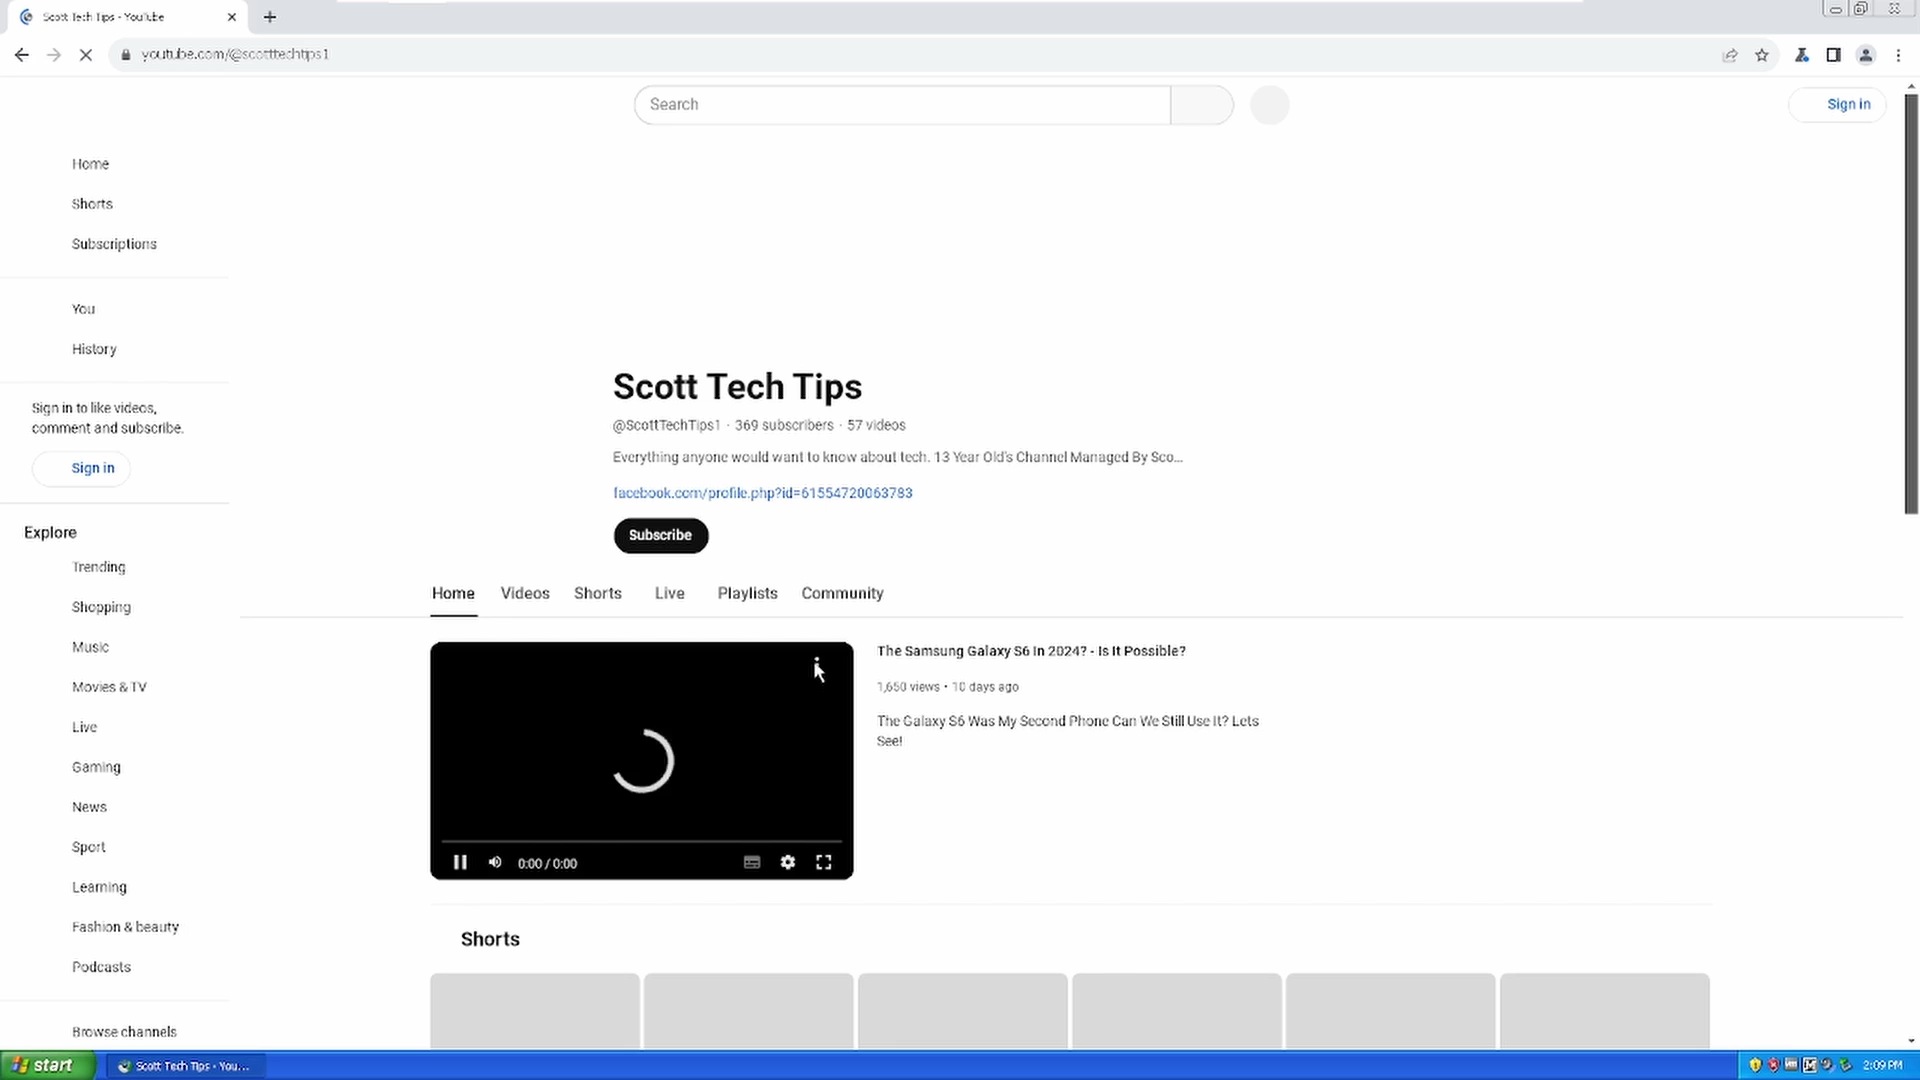 Scott Tech Tips - YouTube
youtube.com/@scotttechtips1
Search
Sign in
Home
Shorts
Subscriptions
You
History
Sign in to like videos,
comment and subscribe.
Sign in
Explore
Trending
Shopping
Music
Movies & TV
Live
Gaming
News
Sport
Learning
Fashion & beauty
Podcasts
Browse channels
Scott Tech Tips
@ScottTechTips1 · 369 subscribers · 57 videos
Everything anyone would want to know about tech. 13 Year Old's Channel Managed By Sco...
facebook.com/profile.php?id=61554720063783
Subscribe
Home Videos Shorts Live Playlists Community
0:00 / 0:00
The Samsung Galaxy S6 In 2024? - Is It Possible?
1,650 views • 10 days ago
The Galaxy S6 Was My Second Phone Can We Still Use It? Lets
See!
Shorts
start
Scott Tech Tips - You...
2:09 PM